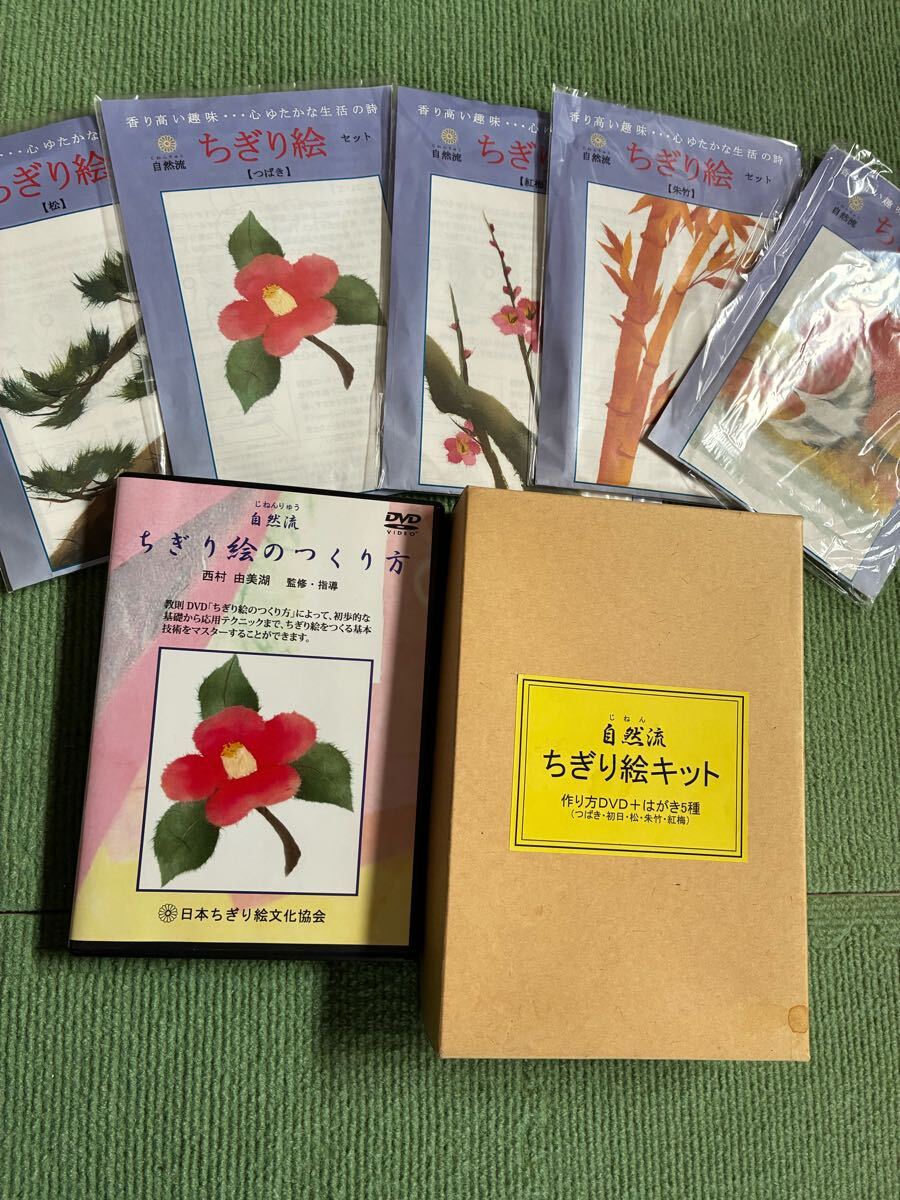 ・・・心ゆたかな
ちぎり絵
【松】
香り高い趣味・・・心ゆたかな生活の詩
じねんりゅう
自然流
ちぎり絵
セット
【つばき】
香り高い趣味・・・心ゆ
自然流
ちぎ
【紅梅】
香り高い趣味・・・心ゆたかな生活の詩
自然流
ちぎり絵
セット
【朱竹】
い趣味
自然流
ち
じねんりゅう
自然流
DVD
VIDEO
ちぎり絵のつくり方
西村 由美湖 監修・指導
教則DVD「ちぎり絵のつくり方」によって、初歩的な
基礎から応用テクニックまで、ちぎり絵をつくる基本
技術をマスターすることができます。
日本ちぎり絵文化協会
じねん
自然流
ちぎり絵キット
作り方DVD+はがき5種
(つばき・初日・松・朱竹・紅梅)